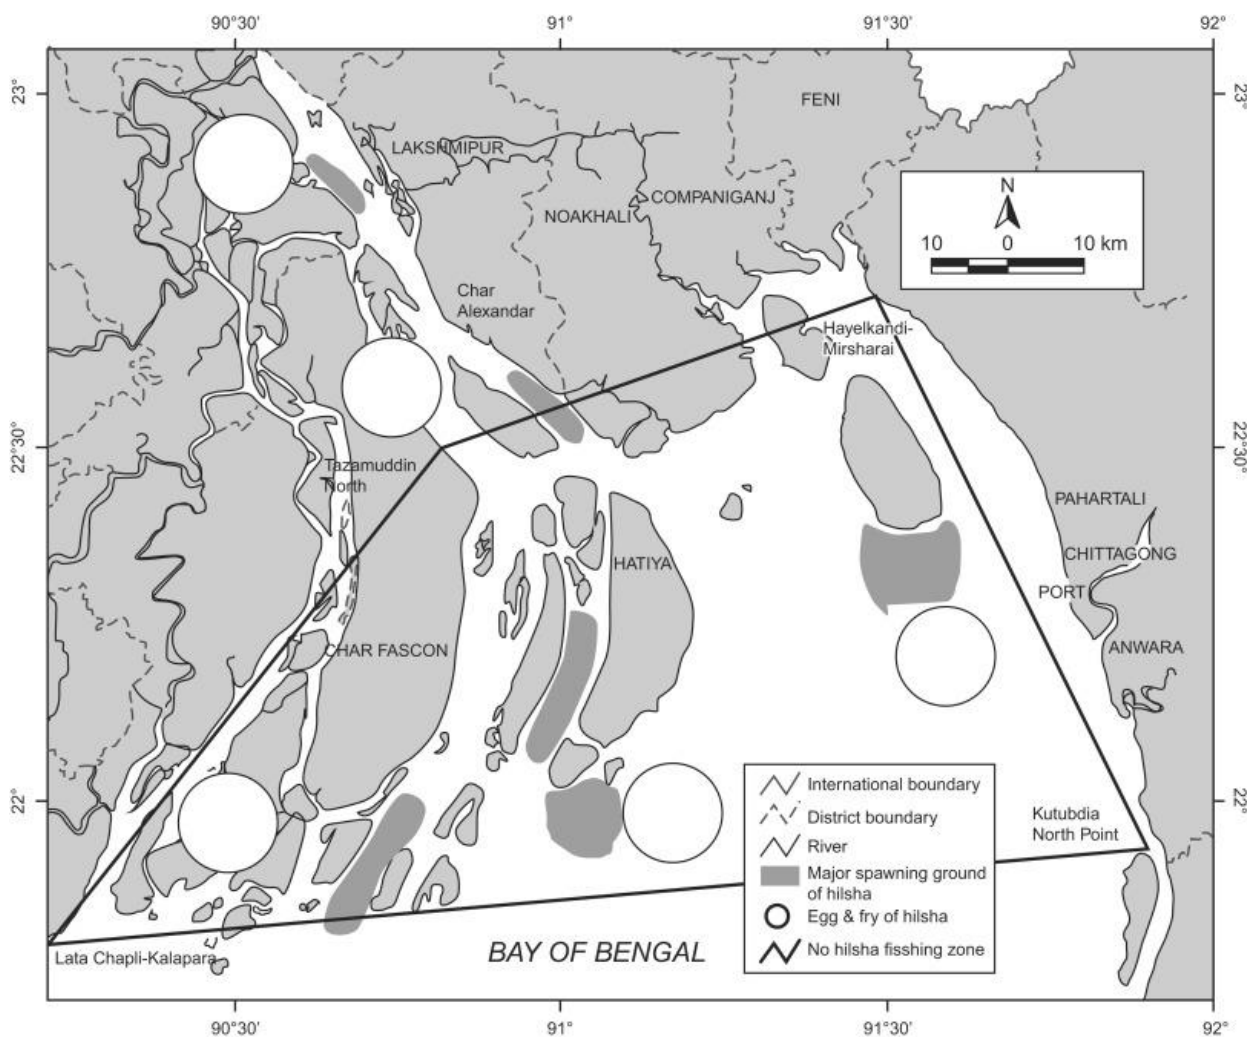 90°30'
91°
91°30'
92°
23°
23°
FENI
LAKSHMIPUR
COMPANIGANJ
NOAKHALI
N
10 0 10 km
Char
Alexandar
Hayelkandi-
Mirsharai
22°30'
22°30'
Tazamuddin
North
PAHARTALI
CHITTAGONG
HATIYA
PORT
CHAR FASCON
ANWARA
22°
22°
International boundary
District boundary
River
Major spawning ground
of hilsha
Egg & fry of hilsha
No hilsha fisshing zone
Kutubdia
North Point
BAY OF BENGAL
Lata Chapli-Kalapara
90°30'
91°
91°30'
92°